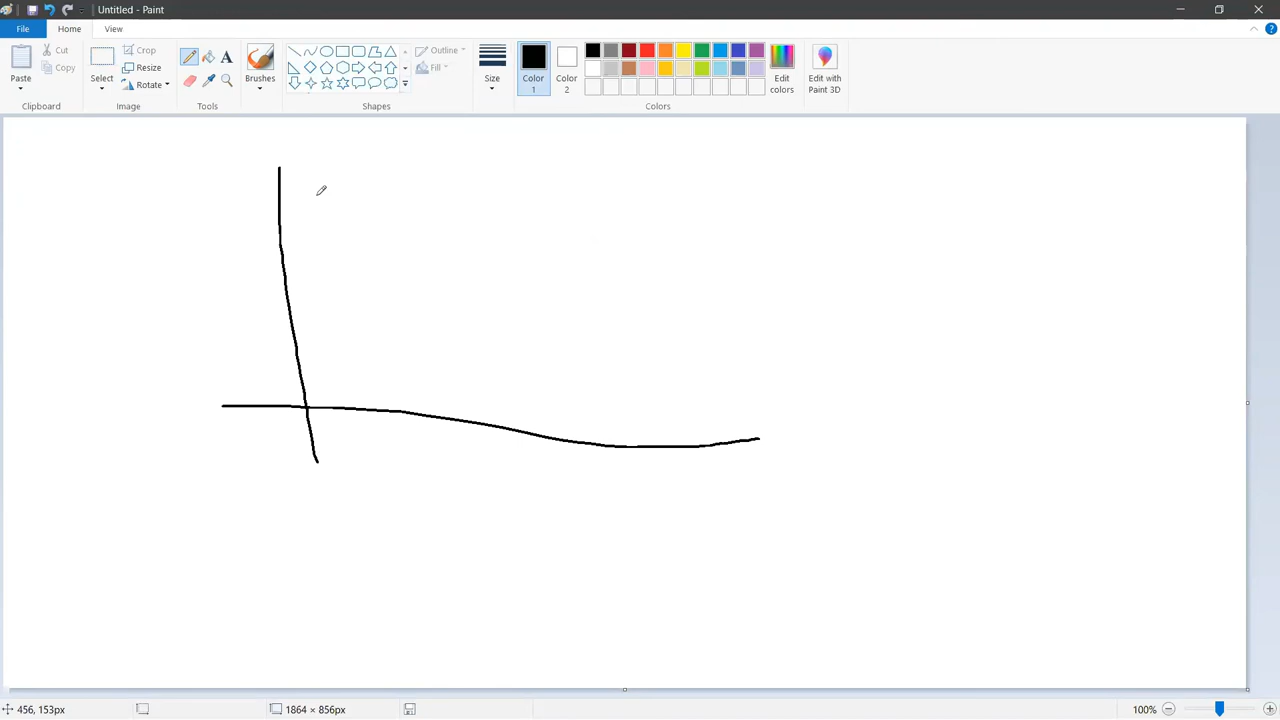 Untitled - Paint
File Home View
Paste
Cut
Copy
Clipboard
Select
Crop
Resize
Rotate
Image
A
Tools
Brushes
Outline
Fill
Shapes
Size
Color 1
Color 2
Edit colors
Colors
Edit with Paint 3D
456, 153px
1864 × 856px
100%